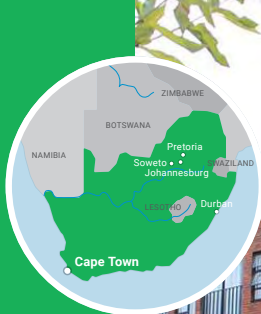 ZIMBABWE
BOTSWANA
NAMIBIA
Pretoria
Soweto
SWAZILAND
Johannesburg
LESOTHO
Durban
Cape Town